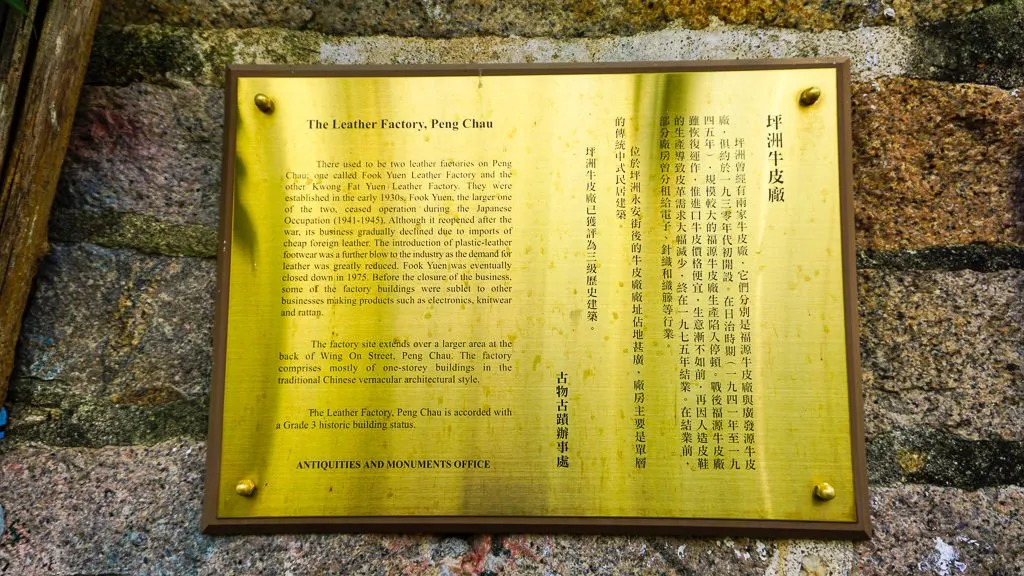 The Leather Factory, Peng Chau
There used to be two leather factories on Peng
Chau; one called Fook Yuen Leather Factory and the
other Kwong Fat Yuen Leather Factory. They were
established in the early 1930s. Fook Yuen, the larger one
of the two, ceased operation during the Japanese
Occupation (1941-1945). Although it reopened after the
war, its business gradually declined due to imports of
cheap foreign leather. The introduction of plastic-leather
footwear was a further blow to the industry as the demand for
leather was greatly reduced. Fook Yuen was eventually
closed down in 1975. Before the closure of the business,
some of the factory buildings were sublet to other
businesses making products such as electronics, knitwear
and rattan.
The factory site extends over a larger area at the
back of Wing On Street, Peng Chau. The factory
comprises mostly of one-storey buildings in the
traditional Chinese vernacular architectural style.
The Leather Factory, Peng Chau is accorded with
a Grade 3 historic building status.
ANTIQUITIES AND MONUMENTS OFFICE
坪洲牛皮廠
坪洲曾經有兩家牛皮廠，它們分別是福源牛皮廠與廣發源牛皮
廠，俱約於一九三零年代初開設。在日治時期(一九四一年至一九
四五年)，規模較大的福源牛皮廠生產陷入停頓。戰後福源牛皮廠
雖恢復運作，惟進口牛皮價格便宜，生意漸不如前，再因人造皮鞋
的生產導致皮革需求大幅減少，終在一九七五年結業。在結業前，
部分廠房曾分租給電子、針織和織籐等行業。
位於坪洲永安街後的牛皮廠廠址佔地甚廣，廠房主要是單層
的傳統中式民居建築。
坪洲牛皮廠已獲評為三級歷史建築。
古物古蹟辦事處